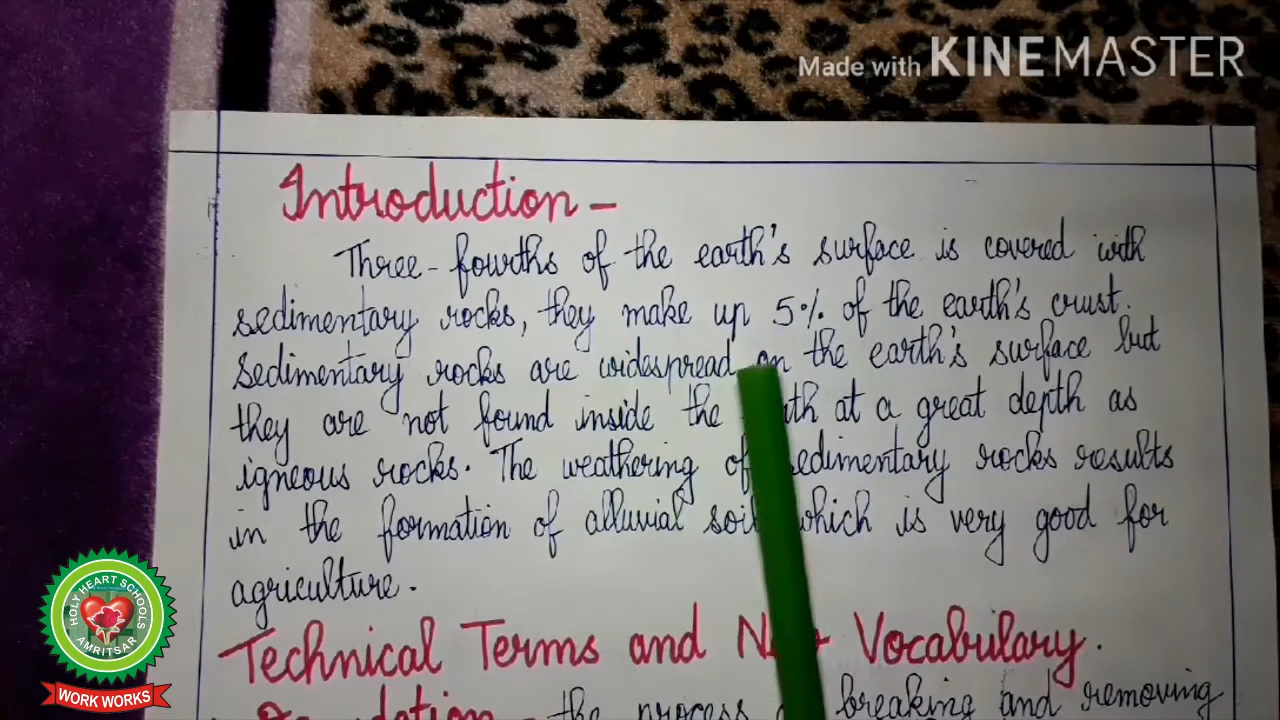 Made with KINEMASTER
Introduction -
Three-fourths of the earth's surface is covered with
sedimentary rocks, they make up 5% of the earth's crust.
Sedimentary rocks are widespread on the earth's surface but
they are not found inside the at a great depth as
igneous rocks. The weathering of sedimentary rocks results
in the formation of alluvial soil which is very good for
agriculture.
Technical Terms and Vocabulary.
the process breaking and removing
HOLY HEART SCHOOLS
AMRITSAR
WORK WORKS